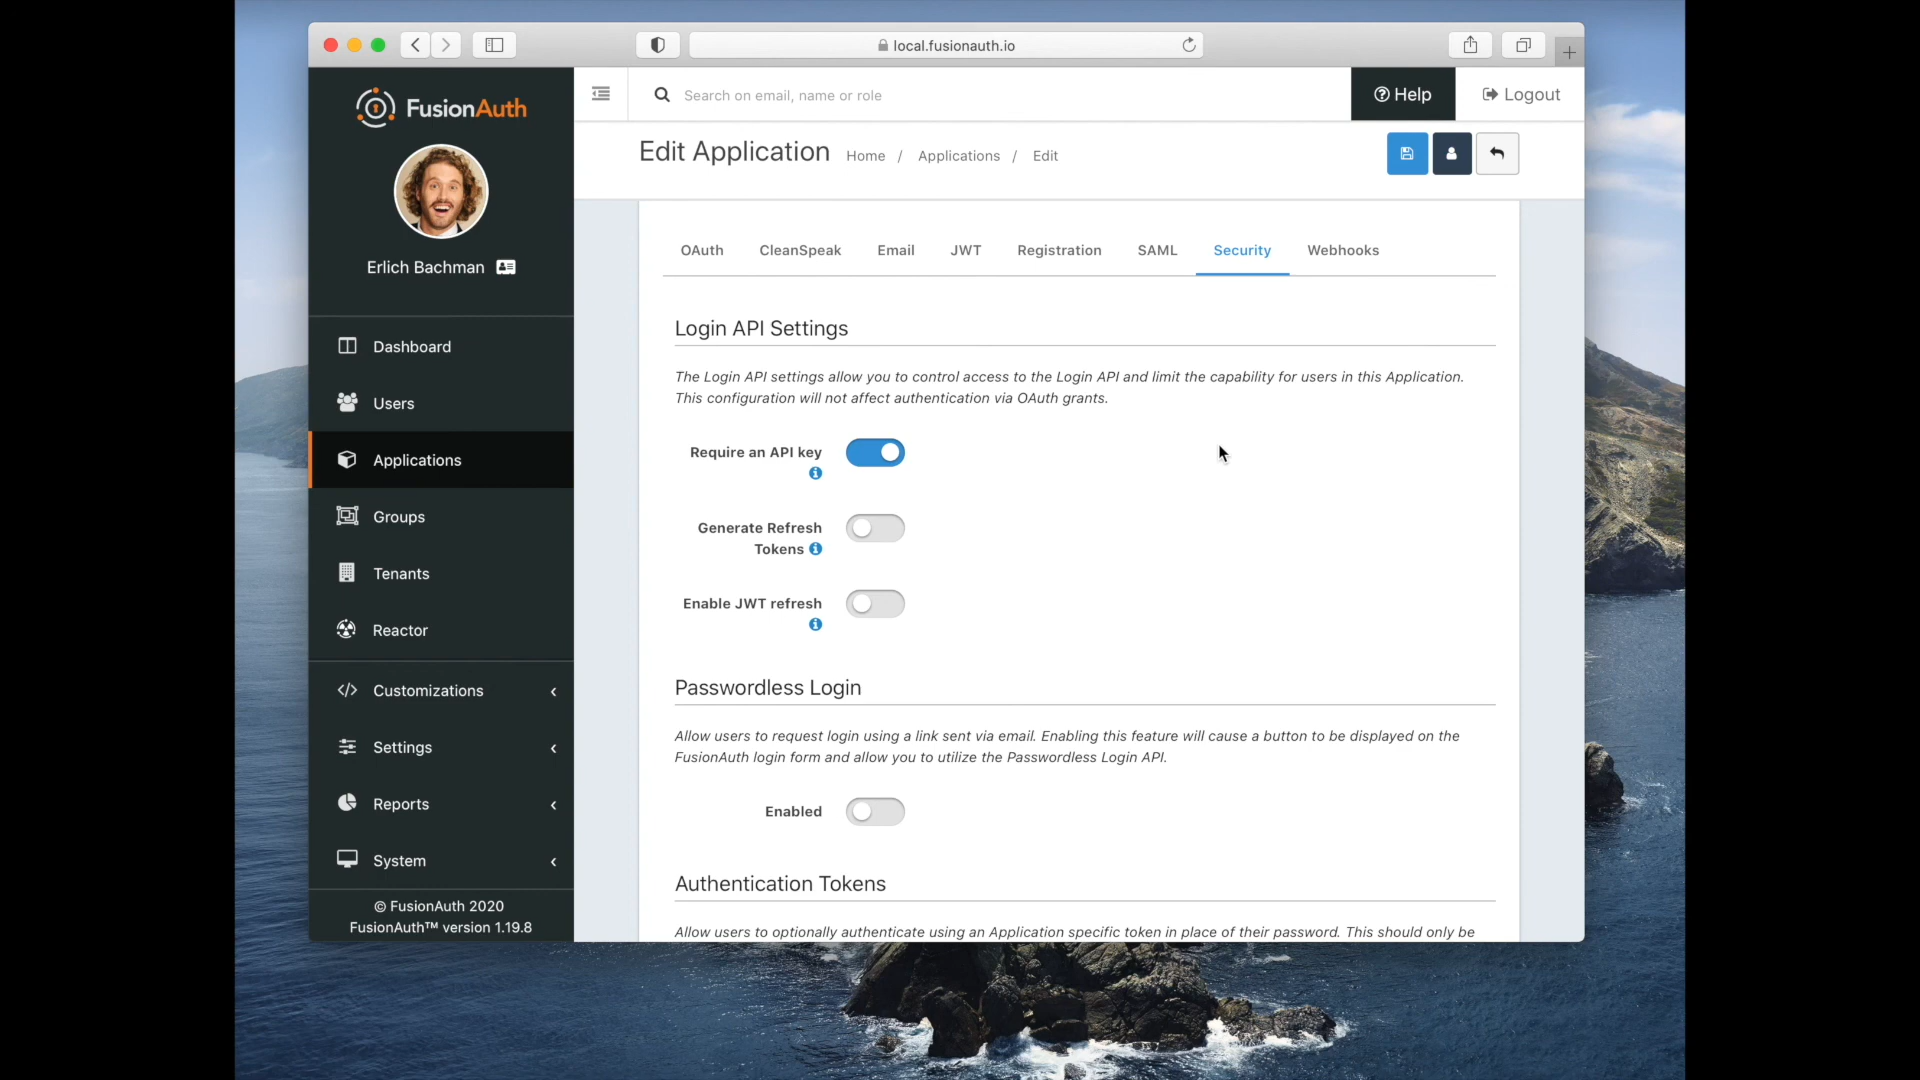 local.fusionauth.io
FusionAuth
Search on email, name or role
Help
Logout
Edit Application
Home / Applications / Edit
Erlich Bachman
OAuth CleanSpeak Email JWT Registration SAML Security Webhooks
Dashboard
Users
Applications
Groups
Tenants
Reactor
Customizations
Settings
Reports
System
© FusionAuth 2020
FusionAuth™ version 1.19.8
Login API Settings
The Login API settings allow you to control access to the Login API and limit the capability for users in this Application.
This configuration will not affect authentication via OAuth grants.
Require an API key
Generate Refresh
Tokens
Enable JWT refresh
Passwordless Login
Allow users to request login using a link sent via email. Enabling this feature will cause a button to be displayed on the
FusionAuth login form and allow you to utilize the Passwordless Login API.
Enabled
Authentication Tokens
Allow users to optionally authenticate using an Application specific token in place of their password. This should only be